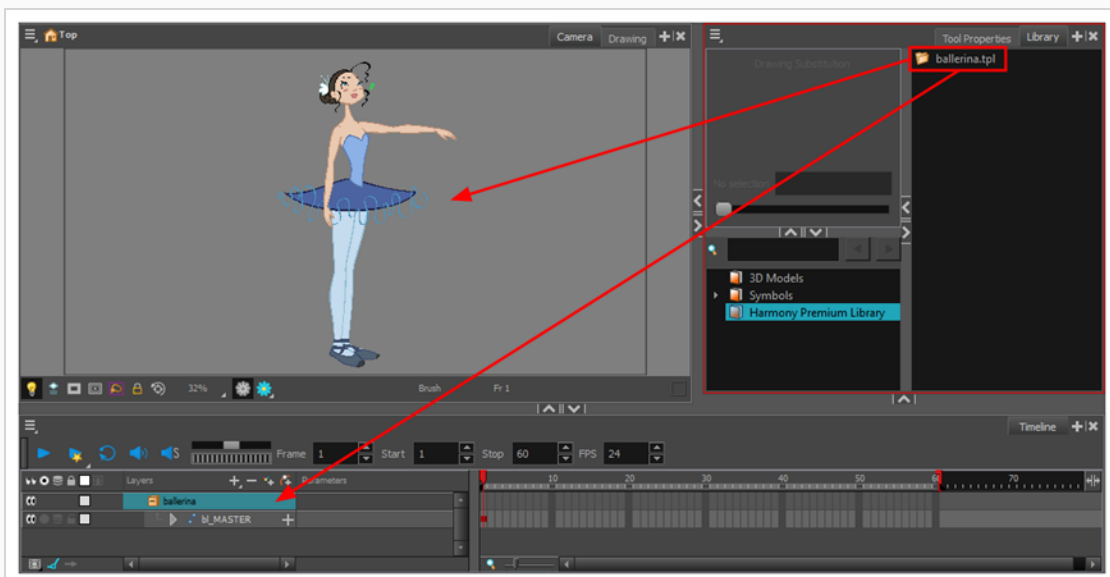 Top
Camera Drawing
Tool Properties Library
Drawing Substitution
ballerina.tpl
No selection
3D Models
Symbols
Harmony Premium Library
32% Brush Fr 1
Timeline
S Frame 1 Start 1 Stop 60 FPS 24
Layers Parameters 10 20 30 40 50 60 70
ballerina
bl_MASTER